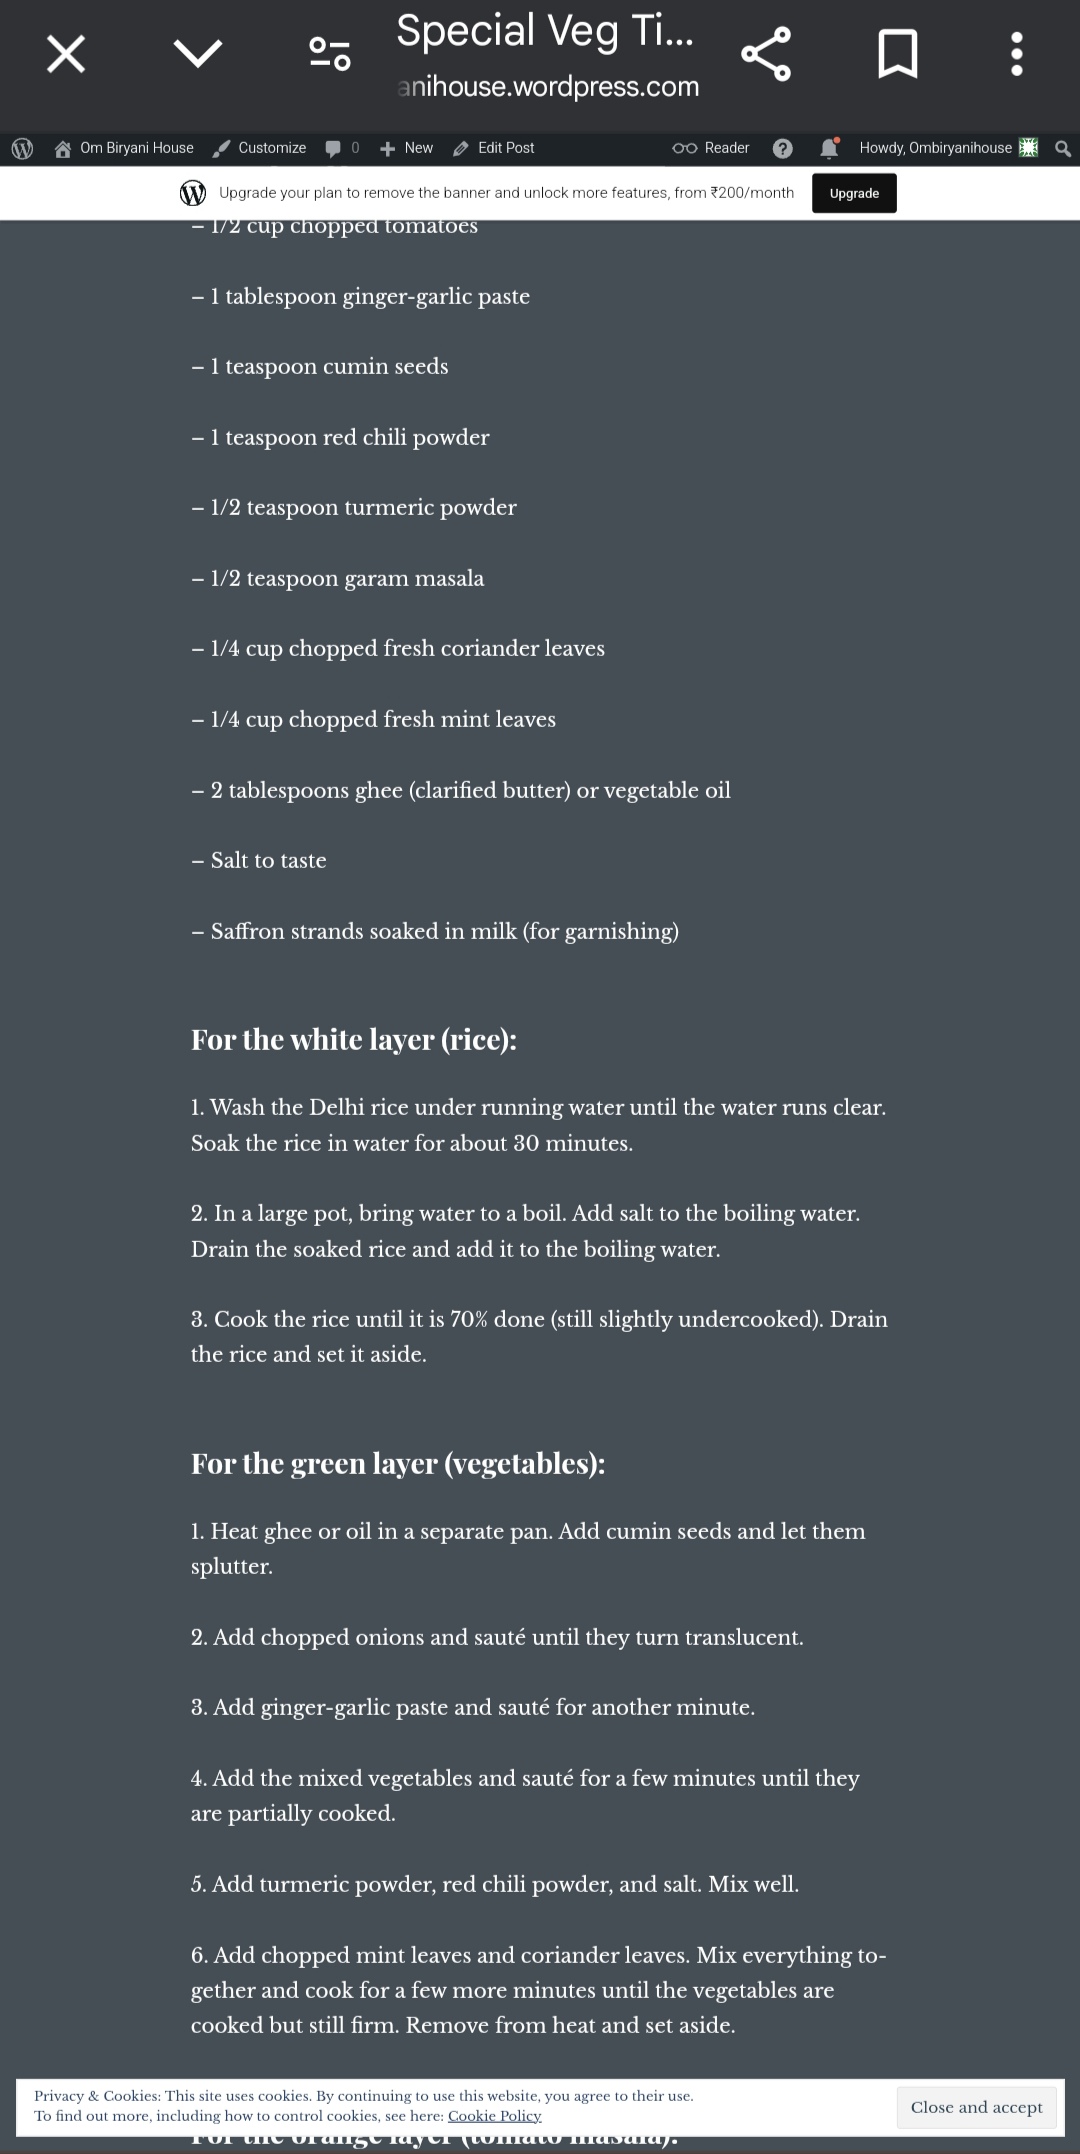 Special Veg Ti...
anihouse.wordpress.com
Om Biryani House Customize 0 New Edit Post Reader Howdy, Ombiryanihouse
Upgrade your plan to remove the banner and unlock more features, from ₹200/month Upgrade
– 1/2 cup chopped tomatoes
– 1 tablespoon ginger-garlic paste
– 1 teaspoon cumin seeds
– 1 teaspoon red chili powder
– 1/2 teaspoon turmeric powder
– 1/2 teaspoon garam masala
– 1/4 cup chopped fresh coriander leaves
– 1/4 cup chopped fresh mint leaves
– 2 tablespoons ghee (clarified butter) or vegetable oil
– Salt to taste
– Saffron strands soaked in milk (for garnishing)
For the white layer (rice):
1. Wash the Delhi rice under running water until the water runs clear.
Soak the rice in water for about 30 minutes.
2. In a large pot, bring water to a boil. Add salt to the boiling water.
Drain the soaked rice and add it to the boiling water.
3. Cook the rice until it is 70% done (still slightly undercooked). Drain
the rice and set it aside.
For the green layer (vegetables):
1. Heat ghee or oil in a separate pan. Add cumin seeds and let them
splutter.
2. Add chopped onions and sauté until they turn translucent.
3. Add ginger-garlic paste and sauté for another minute.
4. Add the mixed vegetables and sauté for a few minutes until they
are partially cooked.
5. Add turmeric powder, red chili powder, and salt. Mix well.
6. Add chopped mint leaves and coriander leaves. Mix everything to-
gether and cook for a few more minutes until the vegetables are
cooked but still firm. Remove from heat and set aside.
Privacy & Cookies: This site uses cookies. By continuing to use this website, you agree to their use.
To find out more, including how to control cookies, see here: Cookie Policy
Close and accept
For the orange layer (tomato masala):